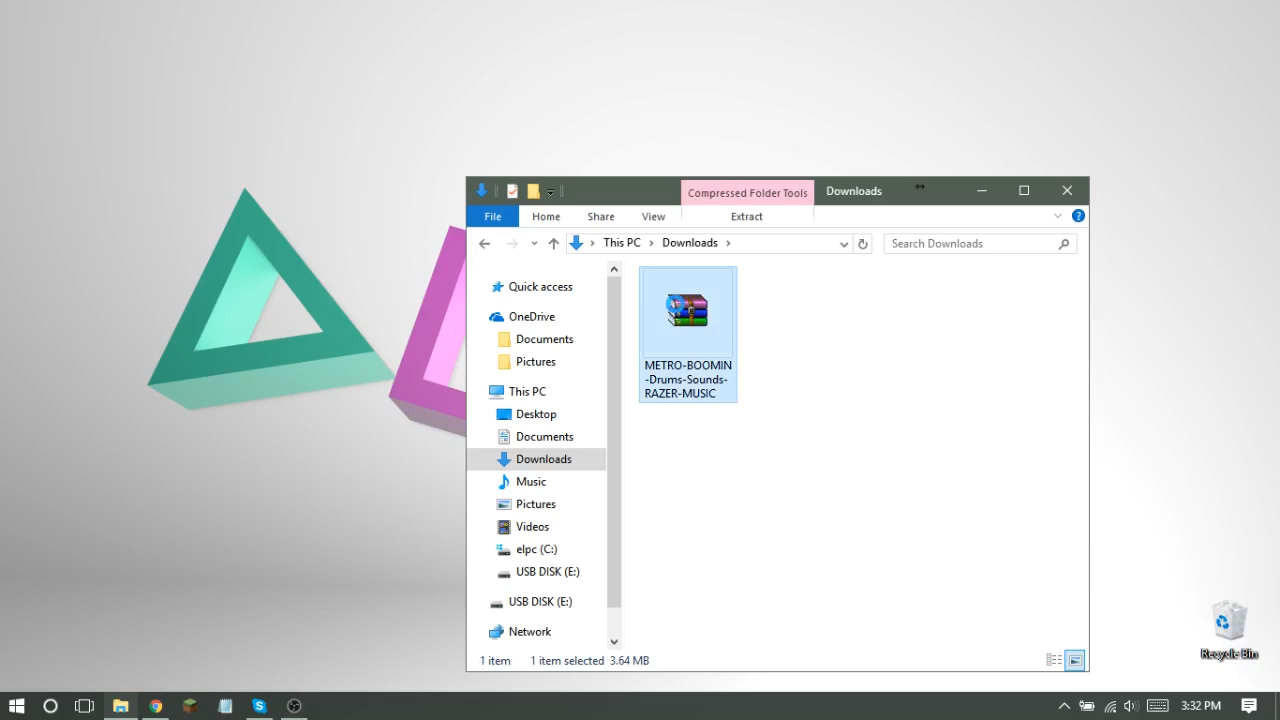 Compressed Folder Tools
Downloads
File
Home
Share
View
Extract
This PC
Downloads
Search Downloads
Quick access
OneDrive
Documents
Pictures
This PC
Desktop
Documents
Downloads
Music
Pictures
Videos
elpc (C:)
USB DISK (E:)
USB DISK (E:)
Network
METRO-BOOMIN
-Drums-Sounds-
RAZER-MUSIC
1 item
1 item selected 3.64 MB
Recycle Bin
3:32 PM